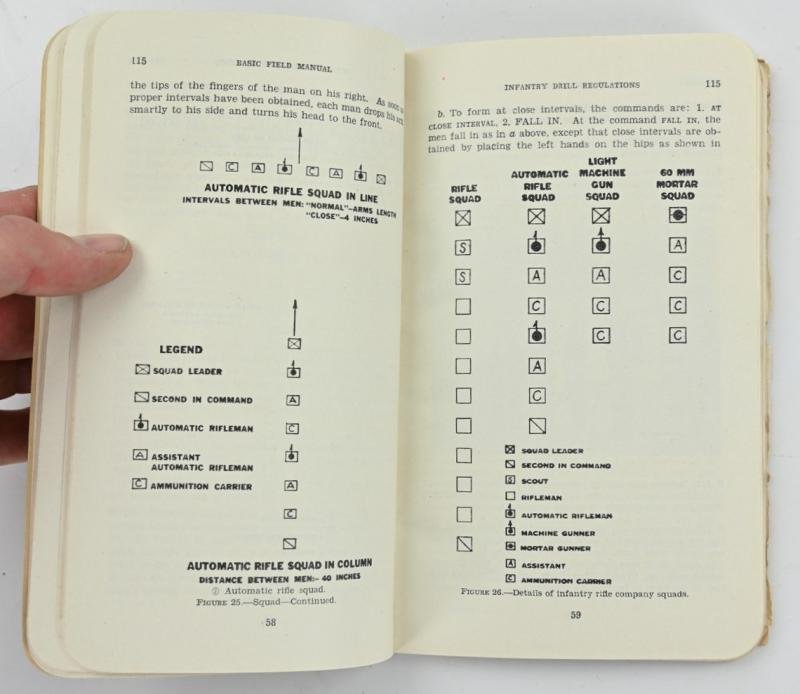 115
BASIC FIELD MANUAL
the tips of the fingers of the man on his right. As soon
proper intervals have been obtained, each man drops his arm
smartly to his side and turns his head to the front.
C A C A
AUTOMATIC RIFLE SQUAD IN LINE
INTERVALS BETWEEN MEN: "NORMAL"—ARMS LENGTH
"CLOSE"—4 INCHES
LEGEND
SQUAD LEADER
SECOND IN COMMAND
AUTOMATIC RIFLEMAN
A ASSISTANT
AUTOMATIC RIFLEMAN
C AMMUNITION CARRIER
A
C
A
C
AUTOMATIC RIFLE SQUAD IN COLUMN
DISTANCE BETWEEN MEN:- 40 INCHES
② Automatic rifle squad.
FIGURE 25.—Squad—Continued.
58
INFANTRY DRILL REGULATIONS
115
b. To form at close intervals, the commands are: 1. AT
CLOSE INTERVAL, 2. FALL IN. At the command FALL IN, the
men fall in as in a above, except that close intervals are ob-
tained by placing the left hands on the hips as shown in
RIFLE
SQUAD
AUTOMATIC
RIFLE
SQUAD
LIGHT
MACHINE
GUN
SQUAD
60 MM
MORTAR
SQUAD
S A
S A A C
C C C
C C
A
C
SQUAD LEADER
SECOND IN COMMAND
S SCOUT
RIFLEMAN
AUTOMATIC RIFLEMAN
MACHINE GUNNER
MORTAR GUNNER
A ASSISTANT
C AMMUNITION CARRIER
FIGURE 26.—Details of infantry rifle company squads.
59